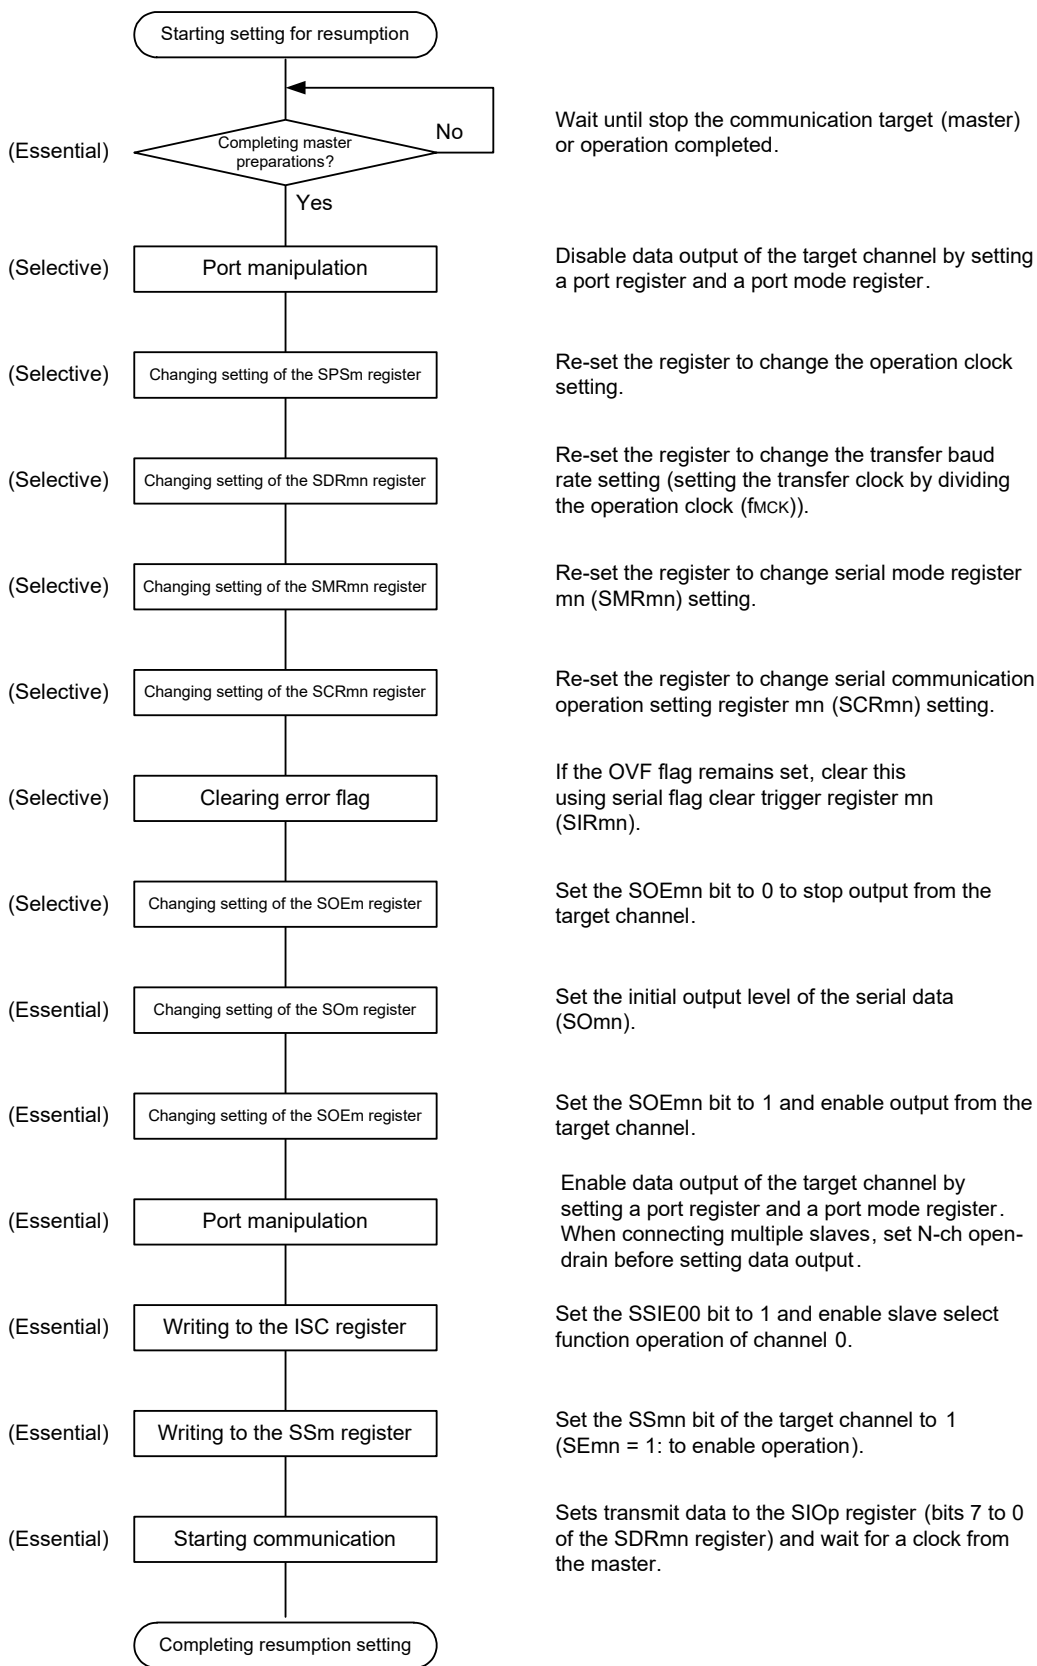 Starting setting for resumption
(Essential)
Completing master
preparations?
No
Yes
Wait until stop the communication target (master)
or operation completed.
(Selective)
Port manipulation
Disable data output of the target channel by setting
a port register and a port mode register.
(Selective)
Changing setting of the SPSm register
Re-set the register to change the operation clock
setting.
(Selective)
Changing setting of the SDRmn register
Re-set the register to change the transfer baud
rate setting (setting the transfer clock by dividing
the operation clock (fMCK)).
(Selective)
Changing setting of the SMRmn register
Re-set the register to change serial mode register
mn (SMRmn) setting.
(Selective)
Changing setting of the SCRmn register
Re-set the register to change serial communication
operation setting register mn (SCRmn) setting.
(Selective)
Clearing error flag
If the OVF flag remains set, clear this
using serial flag clear trigger register mn
(SIRmn).
(Selective)
Changing setting of the SOEm register
Set the SOEmn bit to 0 to stop output from the
target channel.
(Essential)
Changing setting of the SOm register
Set the initial output level of the serial data
(SOmn).
(Essential)
Changing setting of the SOEm register
Set the SOEmn bit to 1 and enable output from the
target channel.
(Essential)
Port manipulation
Enable data output of the target channel by
setting a port register and a port mode register.
When connecting multiple slaves, set N-ch open-
drain before setting data output.
(Essential)
Writing to the ISC register
Set the SSIE00 bit to 1 and enable slave select
function operation of channel 0.
(Essential)
Writing to the SSm register
Set the SSmn bit of the target channel to 1
(SEmn = 1: to enable operation).
(Essential)
Starting communication
Sets transmit data to the SIOp register (bits 7 to 0
of the SDRmn register) and wait for a clock from
the master.
Completing resumption setting